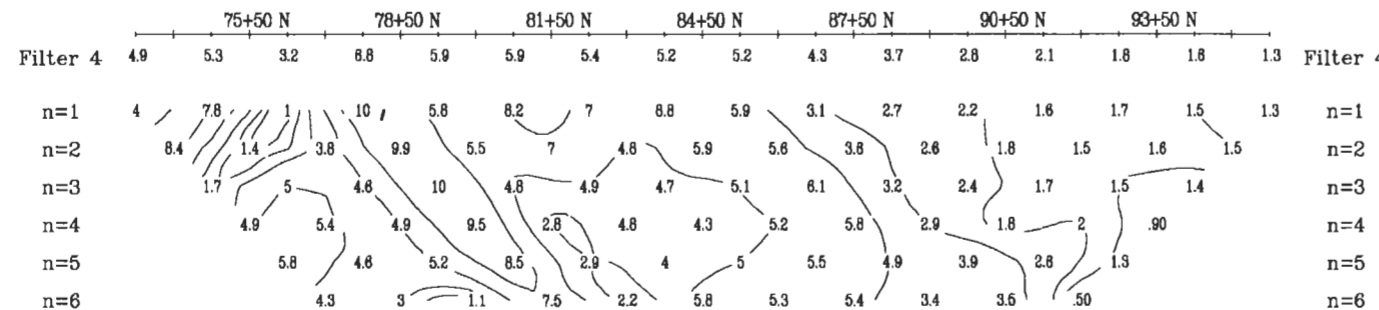 75+50 N 78+50 N 81+50 N 84+50 N 87+50 N 90+50 N 93+50 N
Filter 4 4.9 5.3 3.2 6.8 5.9 5.9 5.4 5.2 5.2 4.3 3.7 2.8 2.1 1.8 1.6 1.3 Filter 4
n=1 4 7.8 1 10 5.8 8.2 7 8.8 5.9 3.1 2.7 2.2 1.6 1.7 1.5 1.3 n=1
n=2 8.4 1.4 3.8 9.9 5.5 7 4.8 5.9 5.6 3.6 2.6 1.8 1.5 1.6 1.5 n=2
n=3 1.7 5 4.6 10 4.8 4.9 4.7 5.1 6.1 3.2 2.4 1.7 1.5 1.4 n=3
n=4 4.9 5.4 4.9 9.5 2.8 4.8 4.3 5.2 5.8 2.9 1.8 2 .90 n=4
n=5 5.8 4.6 5.2 8.5 2.9 4 5 5.5 4.9 3.9 2.6 1.3 n=5
n=6 4.3 3 1.1 7.5 2.2 5.8 5.3 5.4 3.4 3.6 .50 n=6